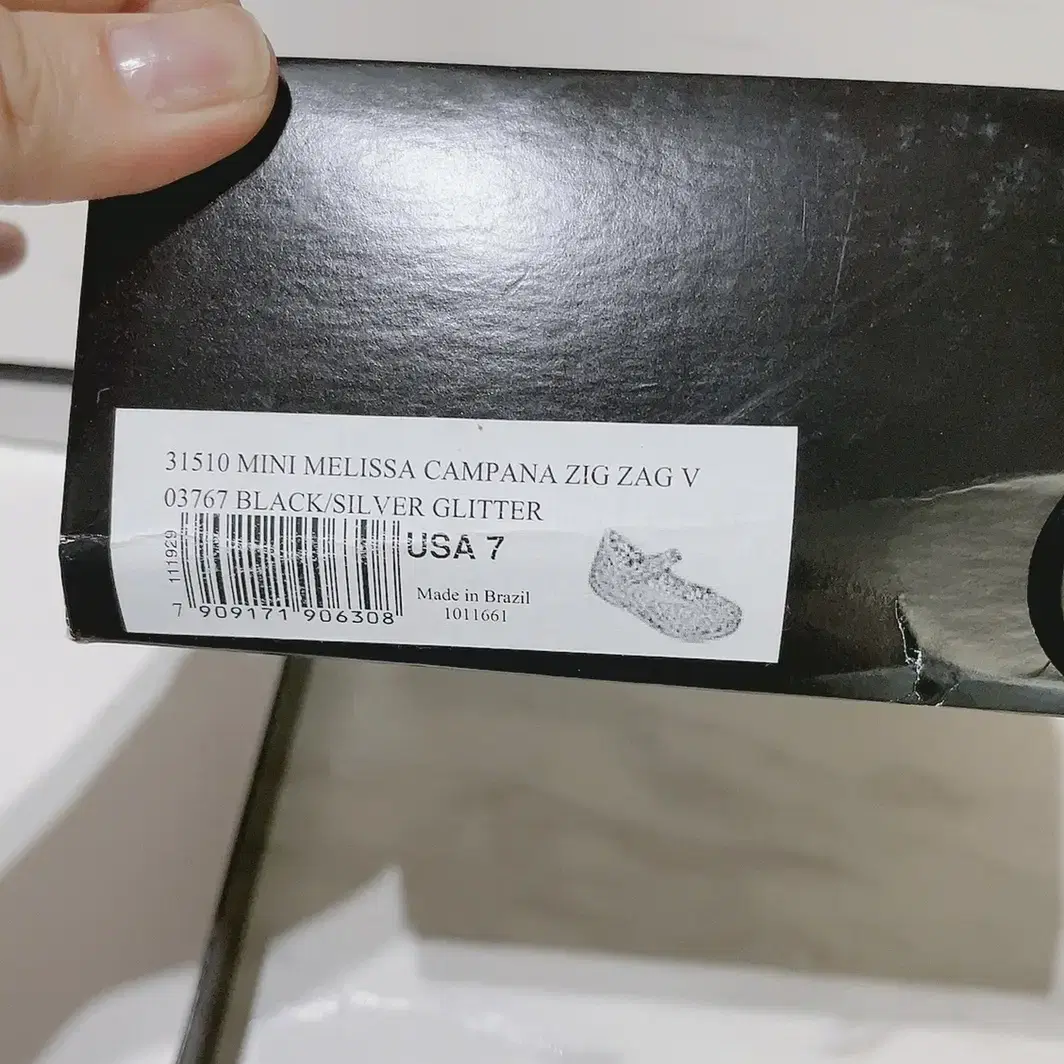 31510 MINI MELISSA CAMPANA ZIG ZAG V
03767 BLACK/SILVER GLITTER
111929
USA 7
Made in Brazil
1011661
7 909171 906308